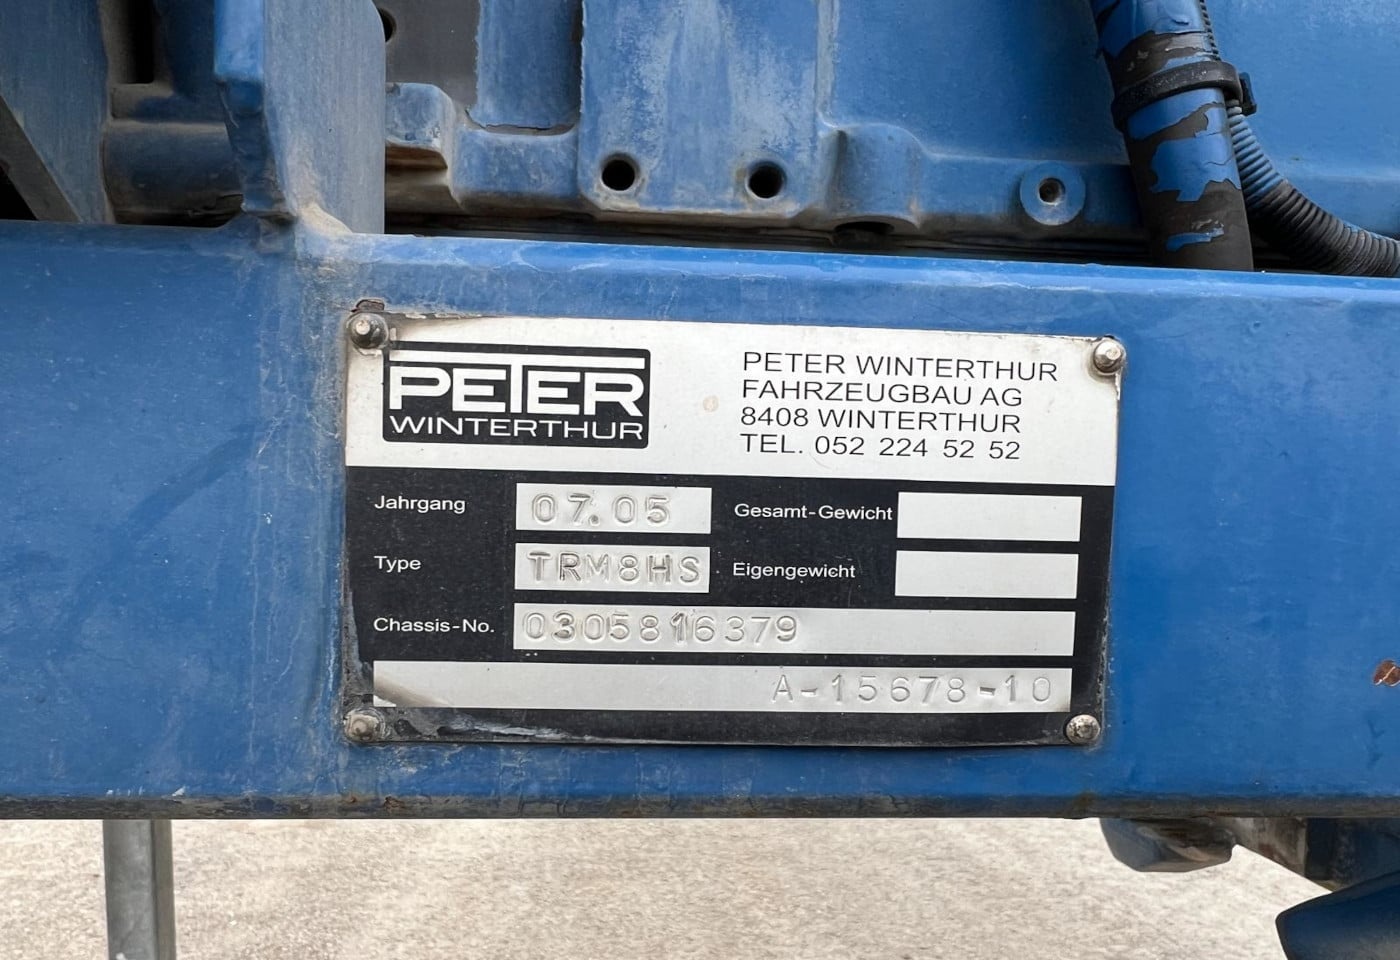 PETER
WINTERTHUR
PETER WINTERTHUR
FAHRZEUGBAU AG
8408 WINTERTHUR
TEL. 052 224 52 52
Jahrgang 07.05 Gesamt-Gewicht
Type TRM8HS Eigengewicht
Chassis-No. 0305816379
A-15678-10